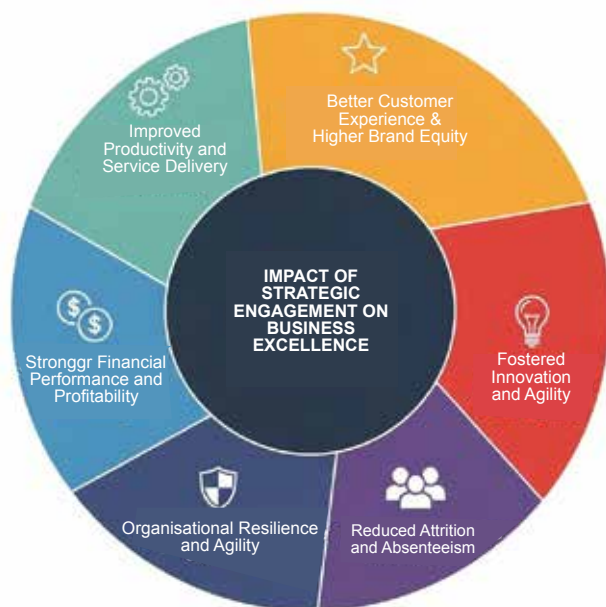 Better Customer
Experience &
Higher Brand Equity
Fostered
Innovation
and Agility
Reduced Attrition
and Absenteeism
Organisational Resilience
and Agility
Stronggr Financial
Performance and
Profitability
Improved
Productivity and
Service Delivery
IMPACT OF
STRATEGIC
ENGAGEMENT ON
BUSINESS
EXCELLENCE
$
$